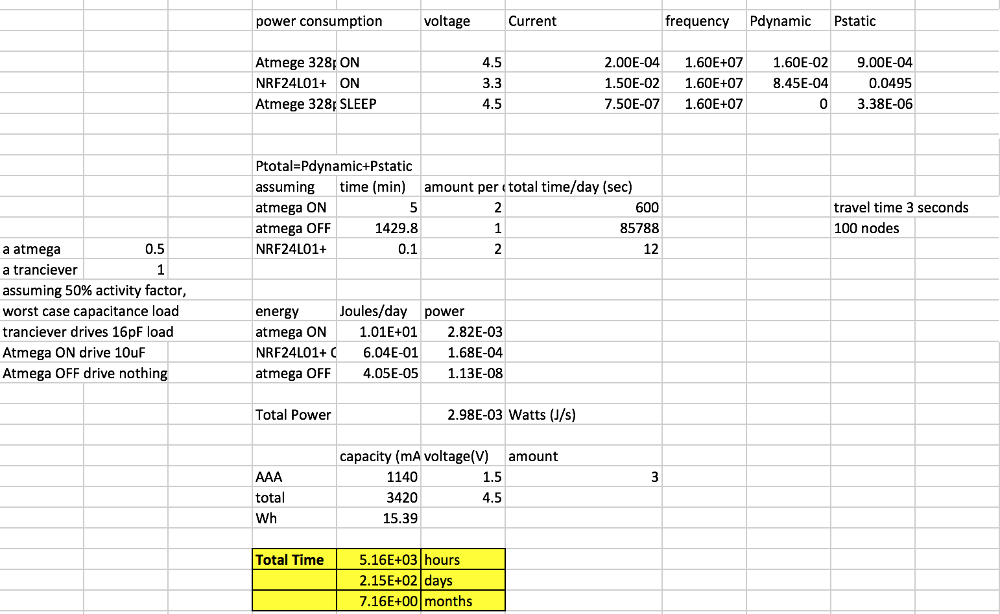 power consumption voltage Current frequency Pdynamic Pstatic
Atmege 328p ON 4.5 2.00E-04 1.60E+07 1.60E-02 9.00E-04
NRF24L01+ ON 3.3 1.50E-02 1.60E+07 8.45E-04 0.0495
Atmege 328p SLEEP 4.5 7.50E-07 1.60E+07 0 3.38E-06
Ptotal=Pdynamic+Pstatic
assuming time (min) amount per total time/day (sec)
atmega ON 5 2 600 travel time 3 seconds
atmega OFF 1429.8 1 85788 100 nodes
a atmega 0.5 NRF24L01+ 0.1 2 12
a tranciever 1
assuming 50% activity factor,
worst case capacitance load energy Joules/day power
tranciever drives 16pF load atmega ON 1.01E+01 2.82E-03
Atmega ON drive 10uF NRF24L01+ 6.04E-01 1.68E-04
Atmega OFF drive nothing atmega OFF 4.05E-05 1.13E-08
Total Power 2.98E-03 Watts (J/s)
capacity (mA voltage(V) amount
AAA 1140 1.5 3
total 3420 4.5
Wh 15.39
Total Time 5.16E+03 hours
2.15E+02 days
7.16E+00 months